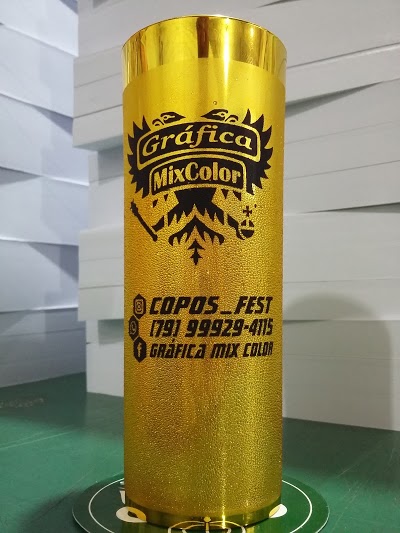 Gráfica
MixColor
COPOS_FEST
(79) 99929-4115
GRÁFICA MIX COLOR